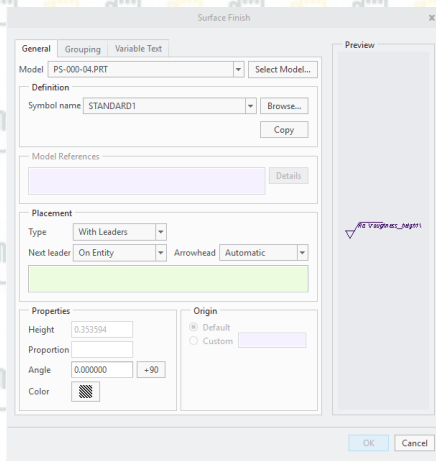 Surface Finish
General Grouping Variable Text
Model PS-000-04.PRT Select Model...
Definition
Symbol name STANDARD1 Browse...
Copy
Model References
Details
Placement
Type With Leaders
Next leader On Entity Arrowhead Automatic
Properties
Height 0.353594
Proportion
Angle 0.000000 +90
Color
Origin
Default
Custom
Preview
OK Cancel